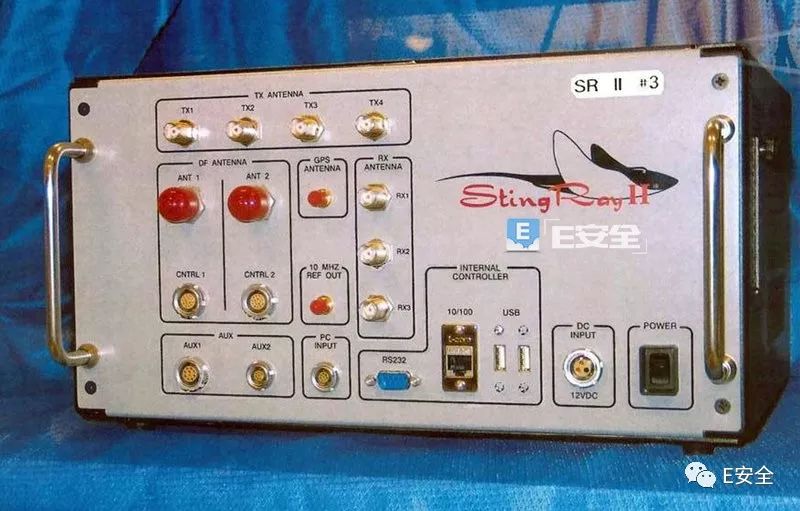 SR II #3
TX ANTENNA
TX1 TX2 TX3 TX4
DF ANTENNA
ANT 1 ANT 2
GPS
ANTENNA
RX
ANTENNA
RX1
StingRay II
E安全
RX2
CNTRL 1 CNTRL 2
10 MHZ
REF OUT
RX3
INTERNAL
CONTROLLER
10/100 USB
AUX
AUX1 AUX2
PC
INPUT
RS232
DC
INPUT
12VDC
POWER
E安全